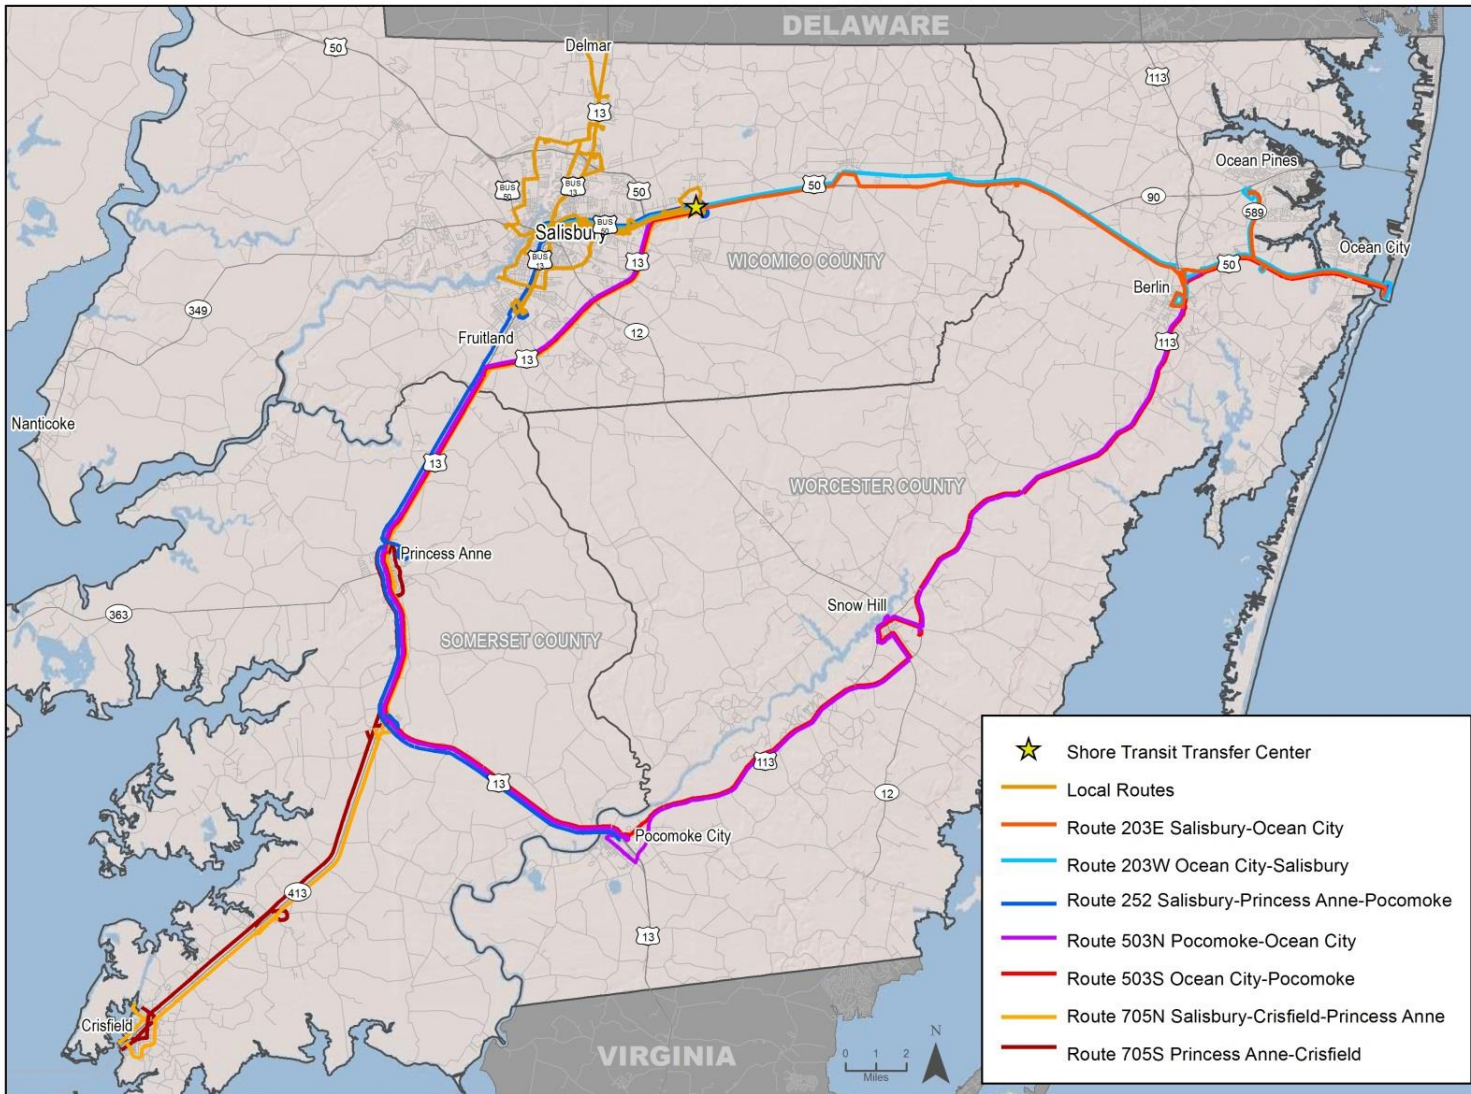 DELAWARE
50
Delmar
113
13
Ocean Pines
BUS 50
BUS 13
50
50
90
589
BUS 50
Salisbury
Ocean City
BUS 13
13
WICOMICO COUNTY
50
Berlin
349
Fruitland
12
113
13
Nanticoke
13
WORCESTER COUNTY
Princess Anne
Snow Hill
363
SOMERSET COUNTY
113
13
12
Pocomoke City
413
13
Crisfield
VIRGINIA
N
0 1 2
Miles
Shore Transit Transfer Center
Local Routes
Route 203E Salisbury-Ocean City
Route 203W Ocean City-Salisbury
Route 252 Salisbury-Princess Anne-Pocomoke
Route 503N Pocomoke-Ocean City
Route 503S Ocean City-Pocomoke
Route 705N Salisbury-Crisfield-Princess Anne
Route 705S Princess Anne-Crisfield